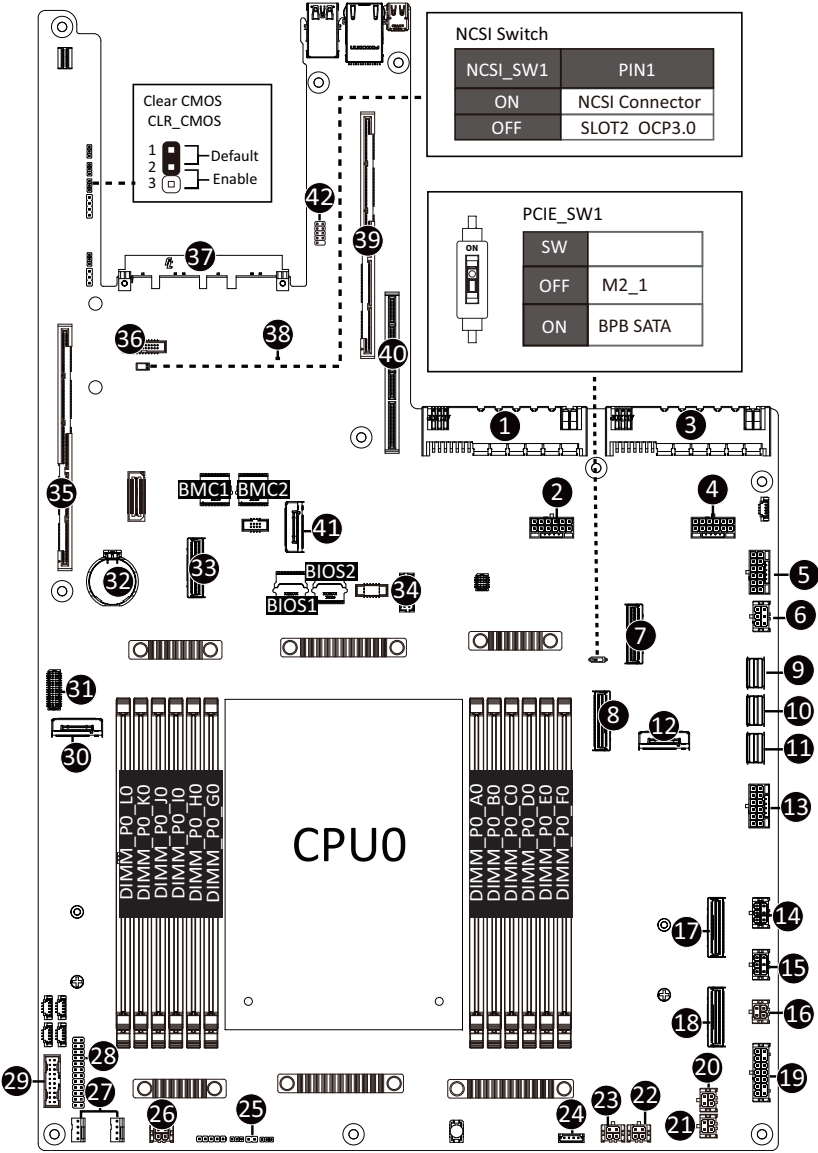 NCSI Switch
NCSI_SW1 PIN1
ON NCSI Connector
OFF SLOT2 OCP3.0
Clear CMOS
CLR_CMOS
1
2
3
Default
Enable
42
39
PCIE_SW1
ON
SW
OFF M2_1
ON BPB SATA
37
36
38
40
1
3
35
BMC1
BMC2
2
4
41
32
33
BIOS2
BIOS1
34
5
6
7
31
30
9
8
10
12
11
13
DIMM_P0_L0
DIMM_P0_K0
DIMM_P0_J0
DIMM_P0_I0
DIMM_P0_H0
DIMM_P0_G0
CPU0
DIMM_P0_A0
DIMM_P0_B0
DIMM_P0_C0
DIMM_P0_D0
DIMM_P0_E0
DIMM_P0_F0
14
17
15
16
18
29
28
27
26
25
24
23
22
20
21
19